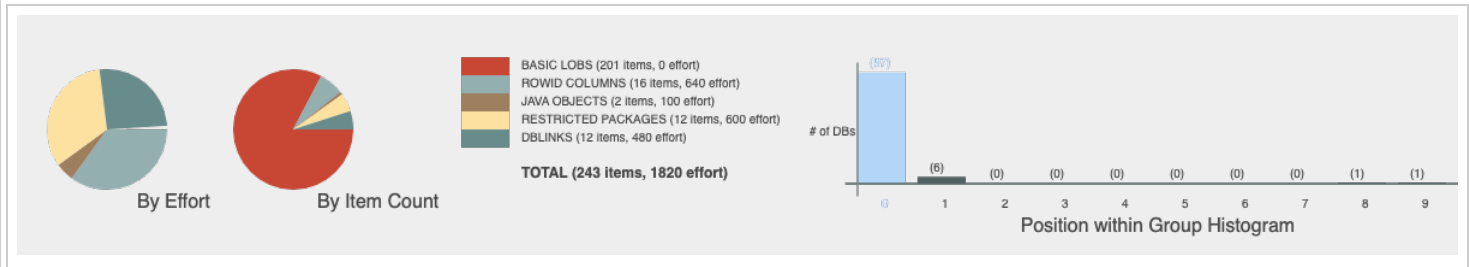 By Effort
By Item Count
BASIC LOBS (201 items, 0 effort)
ROWID COLUMNS (16 items, 640 effort)
JAVA OBJECTS (2 items, 100 effort)
RESTRICTED PACKAGES (12 items, 600 effort)
DBLINKS (12 items, 480 effort)
TOTAL (243 items, 1820 effort)
# of DBs
(6) (0) (0) (0) (0) (0) (0) (1) (1)
1 2 3 4 5 6 7 8 9
Position within Group Histogram